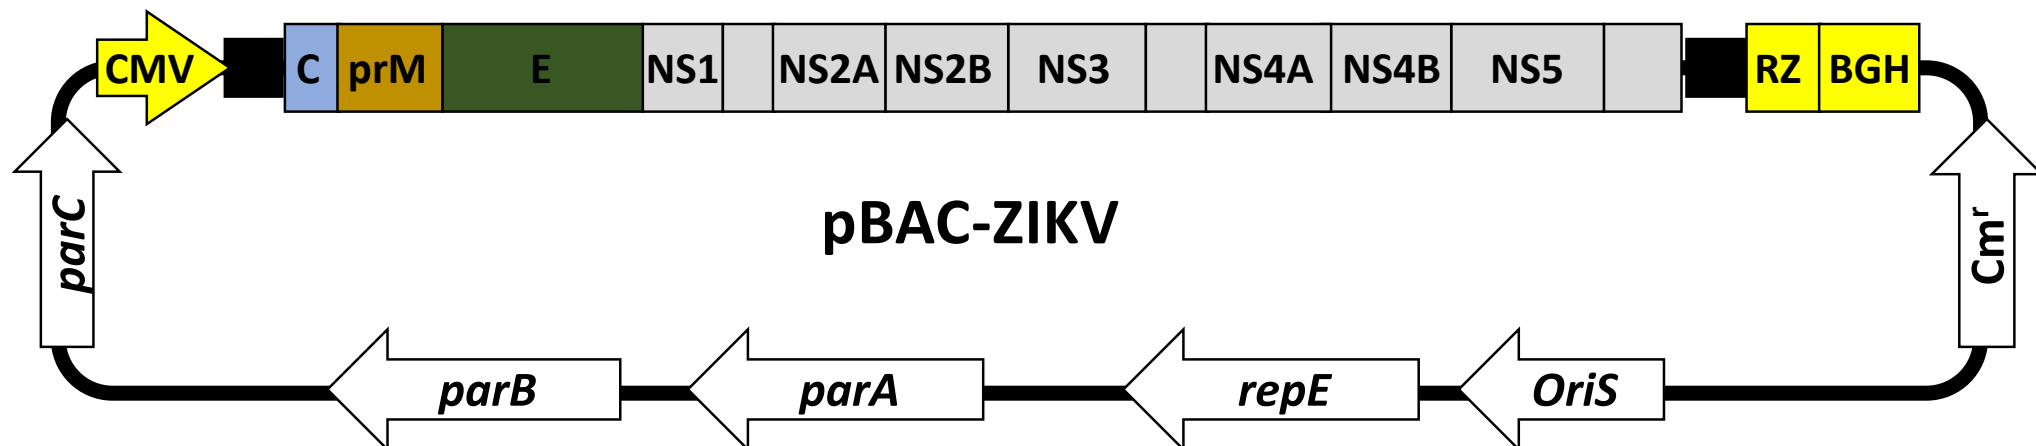 CMV C prM E NS1 NS2A NS2B NS3 NS4A NS4B NS5 RZ BGH
parC
pBAC-ZIKV
Cmʳ
parB parA repE OriS